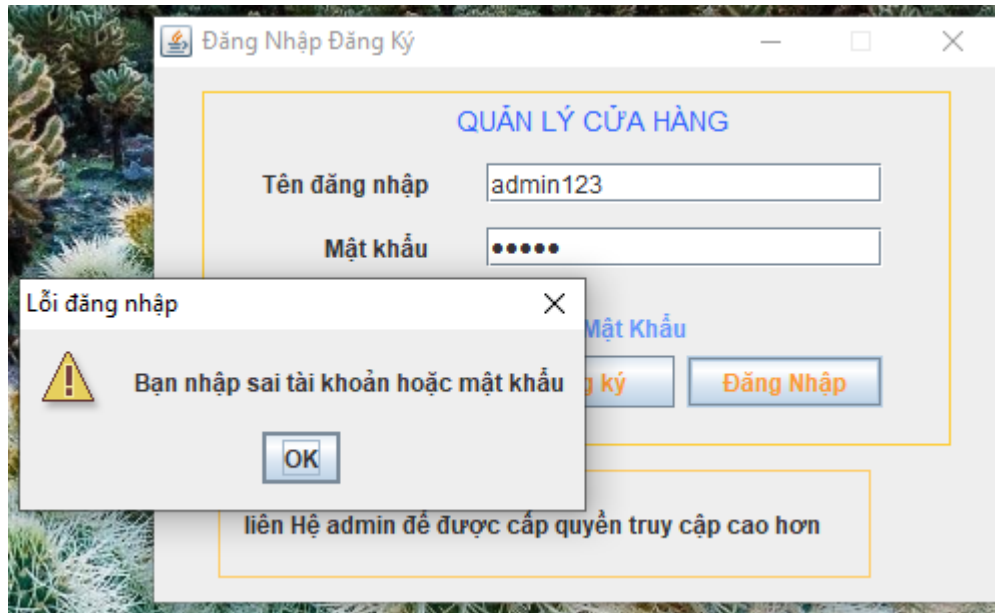 Đăng Nhập Đăng Ký
QUẢN LÝ CỬA HÀNG
Tên đăng nhập
admin123
Mật khẩu
Lỗi đăng nhập
Mật Khẩu
Bạn nhập sai tài khoản hoặc mật khẩu
ký
Đăng Nhập
OK
liên Hệ admin để được cấp quyền truy cập cao hơn